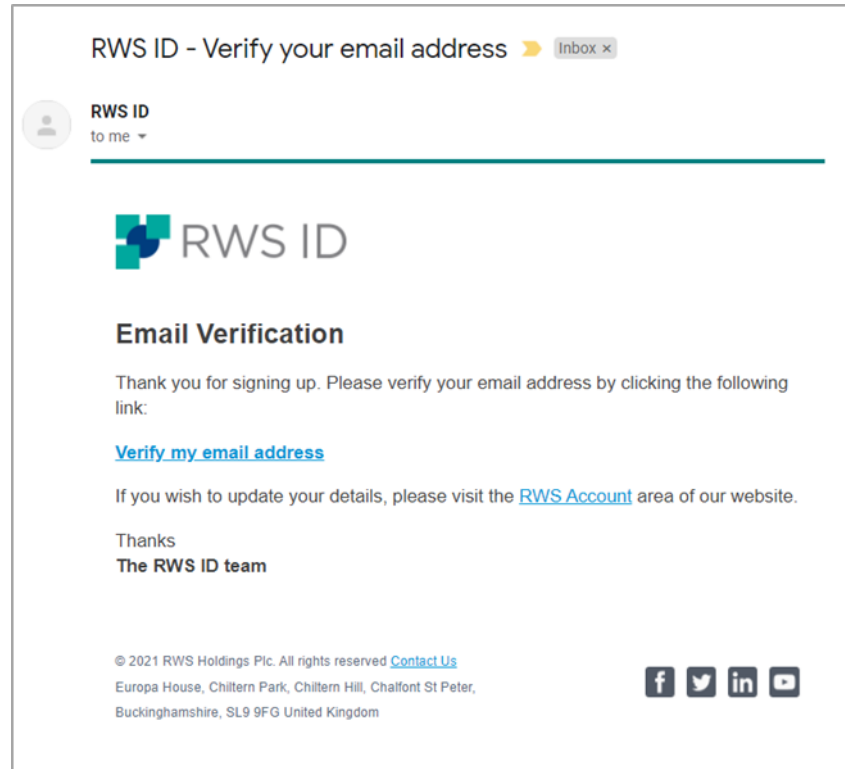 RWS ID - Verify your email address
Inbox ×
RWS ID
to me
RWS ID
Email Verification
Thank you for signing up. Please verify your email address by clicking the following
link:
Verify my email address
If you wish to update your details, please visit the RWS Account area of our website.
Thanks
The RWS ID team
© 2021 RWS Holdings Plc. All rights reserved Contact Us
Europa House, Chiltern Park, Chiltern Hill, Chalfont St Peter,
Buckinghamshire, SL9 9FG United Kingdom